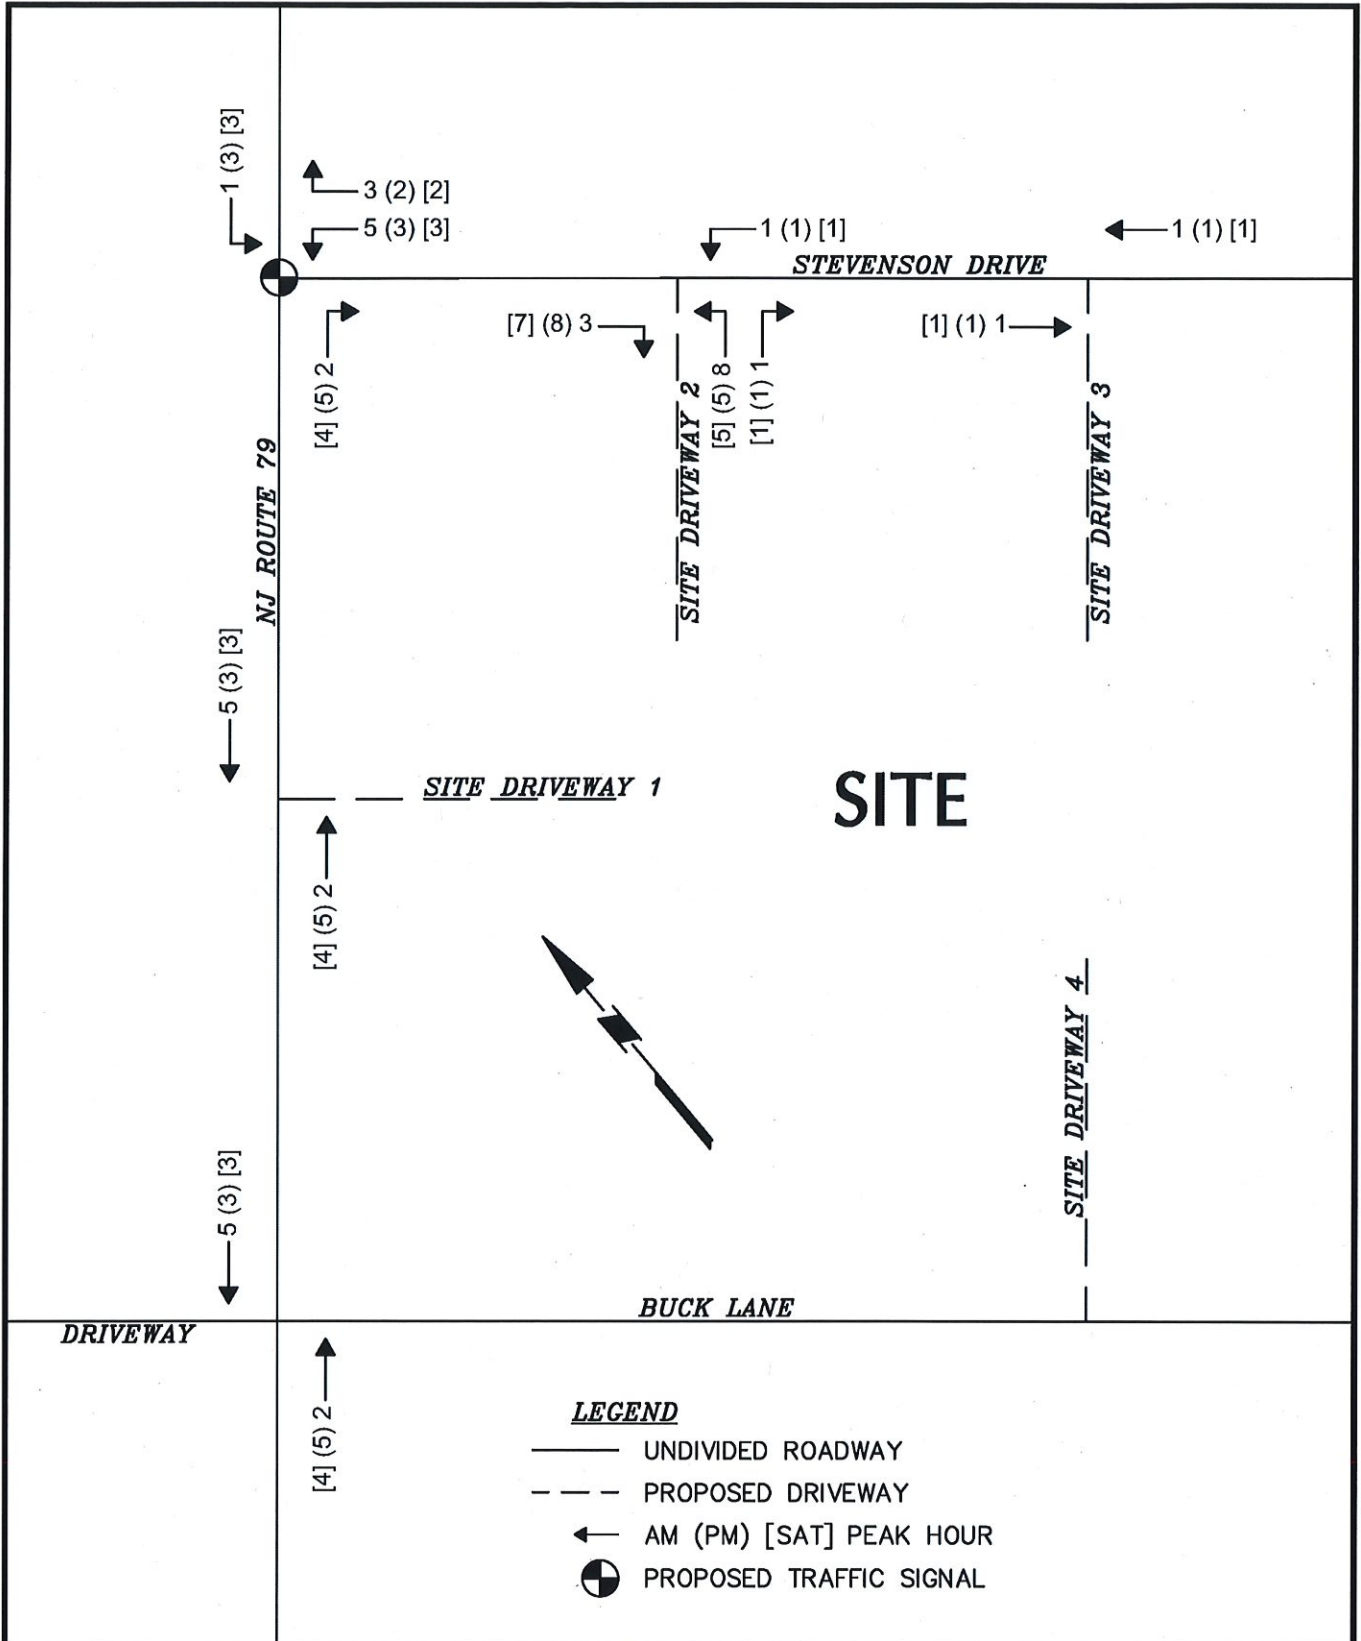 1 (3) [3]
3 (2) [2]
5 (3) [3]
1 (1) [1]
1 (1) [1]
STEVENSON DRIVE
[4] (5) 2
[7] (8) 3
[5] (5) 8
[1] (1) 1
[1] (1) 1
NJ ROUTE 79
SITE DRIVEWAY 2
SITE DRIVEWAY 3
5 (3) [3]
SITE DRIVEWAY 1
SITE
[4] (5) 2
SITE DRIVEWAY 4
5 (3) [3]
BUCK LANE
DRIVEWAY
[4] (5) 2
LEGEND
UNDIVIDED ROADWAY
PROPOSED DRIVEWAY
AM (PM) [SAT] PEAK HOUR
PROPOSED TRAFFIC SIGNAL